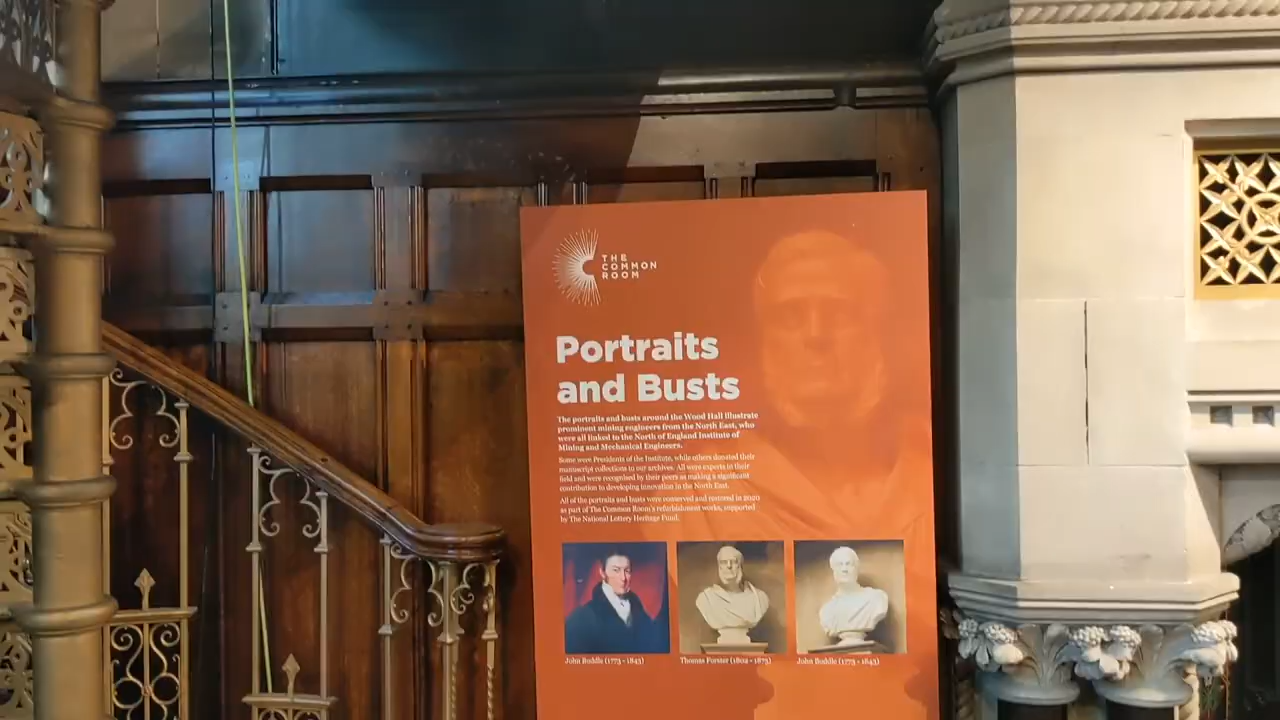 THE
COMMON
ROOM
Portraits
and Busts
The portraits and busts around the Wood Hall illustrate
prominent mining engineers from the North East, who
were all linked to the North of England Institute of
Mining and Mechanical Engineers.
Some were Presidents of the Institute, while others donated their
manuscript collections to our archives. All were experts in their
field and were recognised by their peers as making a significant
contribution to developing innovation in the North East.
All of the portraits and busts were conserved and restored in 2020
as part of The Common Room's refurbishment works, supported
by The National Lottery Heritage Fund.
John Buddle (1773 - 1843)
Thomas Forster (1802 - 1875)
John Buddle (1773 - 1843)